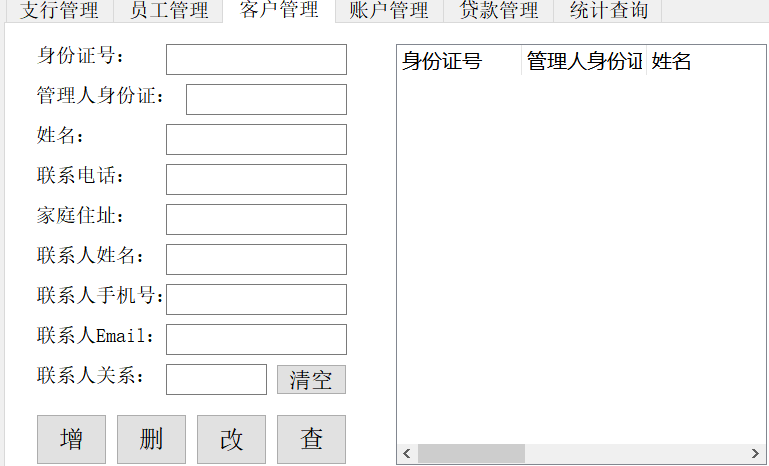 支行管理 员工管理 客户管理 账户管理 贷款管理 统计查询
身份证号：
管理人身份证：
姓名：
联系电话：
家庭住址：
联系人姓名：
联系人手机号：
联系人Email：
联系人关系：
清空
增 删 改 查
身份证号 管理人身份证 姓名